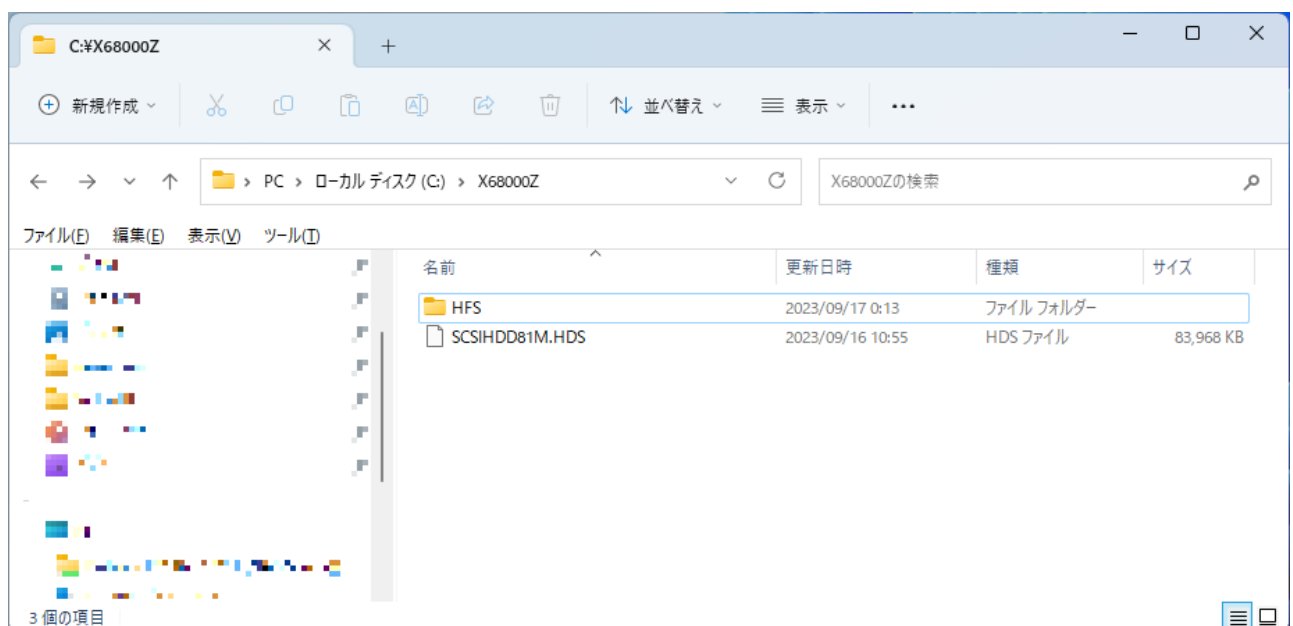 C:¥X68000Z
新規作成
並べ替え
表示
PC > ローカル ディスク (C:) > X68000Z
X68000Zの検索
ファイル(F) 編集(E) 表示(V) ツール(T)
名前 更新日時 種類 サイズ
HFS 2023/09/17 0:13 ファイル フォルダー
SCSIHDD81M.HDS 2023/09/16 10:55 HDS ファイル 83,968 KB
3 個の項目